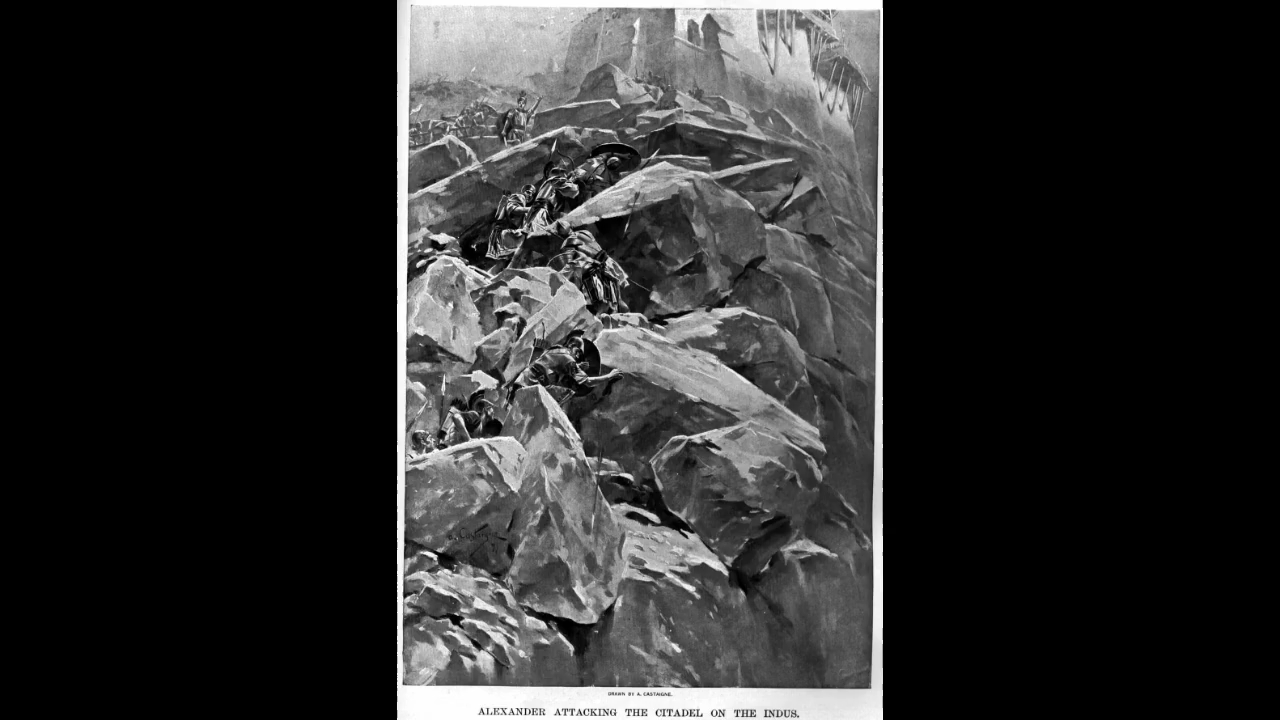 DRAWN BY A. CASTAIGNE.
ALEXANDER ATTACKING THE CITADEL ON THE INDUS.